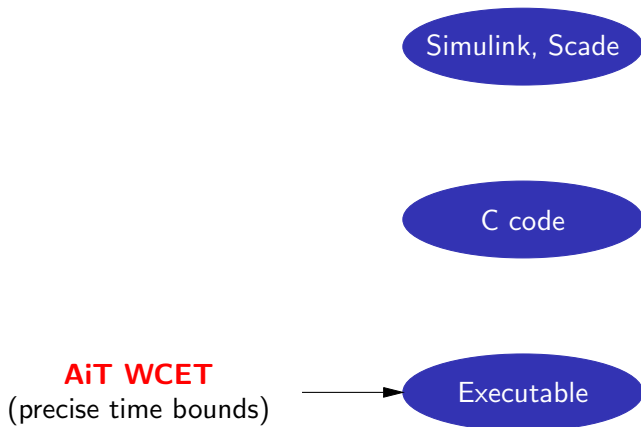 Simulink, Scade
C code
AiT WCET
(precise time bounds)
Executable